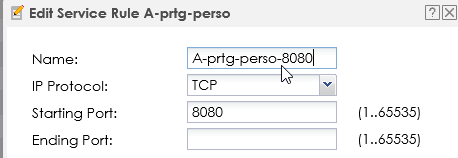 Edit Service Rule A-prtg-perso
Name: A-prtg-perso-8080
IP Protocol: TCP
Starting Port: 8080 (1..65535)
Ending Port: (1..65535)